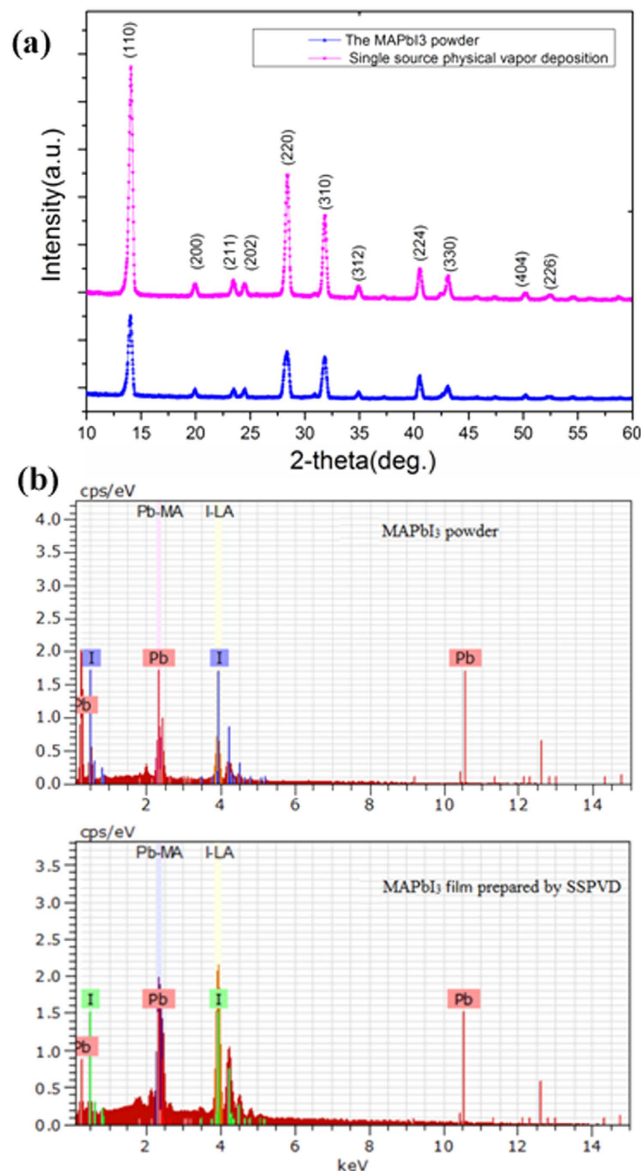 (a)
The MAPbI3 powder
Single source physical vapor deposition
(110)
(200)
(211)
(202)
(220)
(310)
(312)
(224)
(330)
(404)
(226)
Intensity(a.u.)
10 15 20 25 30 35 40 45 50 55 60
2-theta(deg.)
(b)
cps/eV
Pb-MA I-LA
MAPbI₃ powder
4.0
3.5
3.0
2.5
2.0
I Pb I Pb
1.5
Pb
1.0
0.5
0.0
2 4 6 8 10 12 14
cps/eV
Pb-MA I-LA
MAPbI₃ film prepared by SSPVD
3.5
3.0
2.5
2.0
I Pb I Pb
1.5
Pb
1.0
0.5
0.0
2 4 6 8 10 12 14
keV